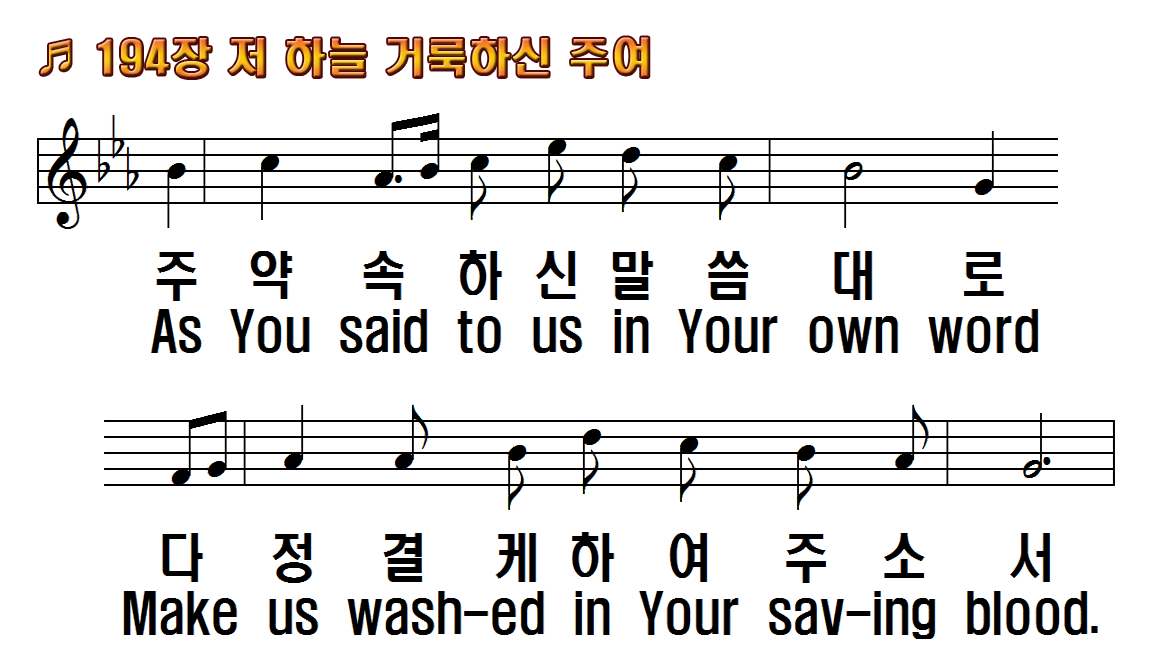 194장 저 하늘 거룩하신 주여
주 약 속 하 신 말 씀 대 로
As You said to us in Your own word
다 정 결 케 하 여 주 소 서
Make us wash-ed in Your sav-ing blood.